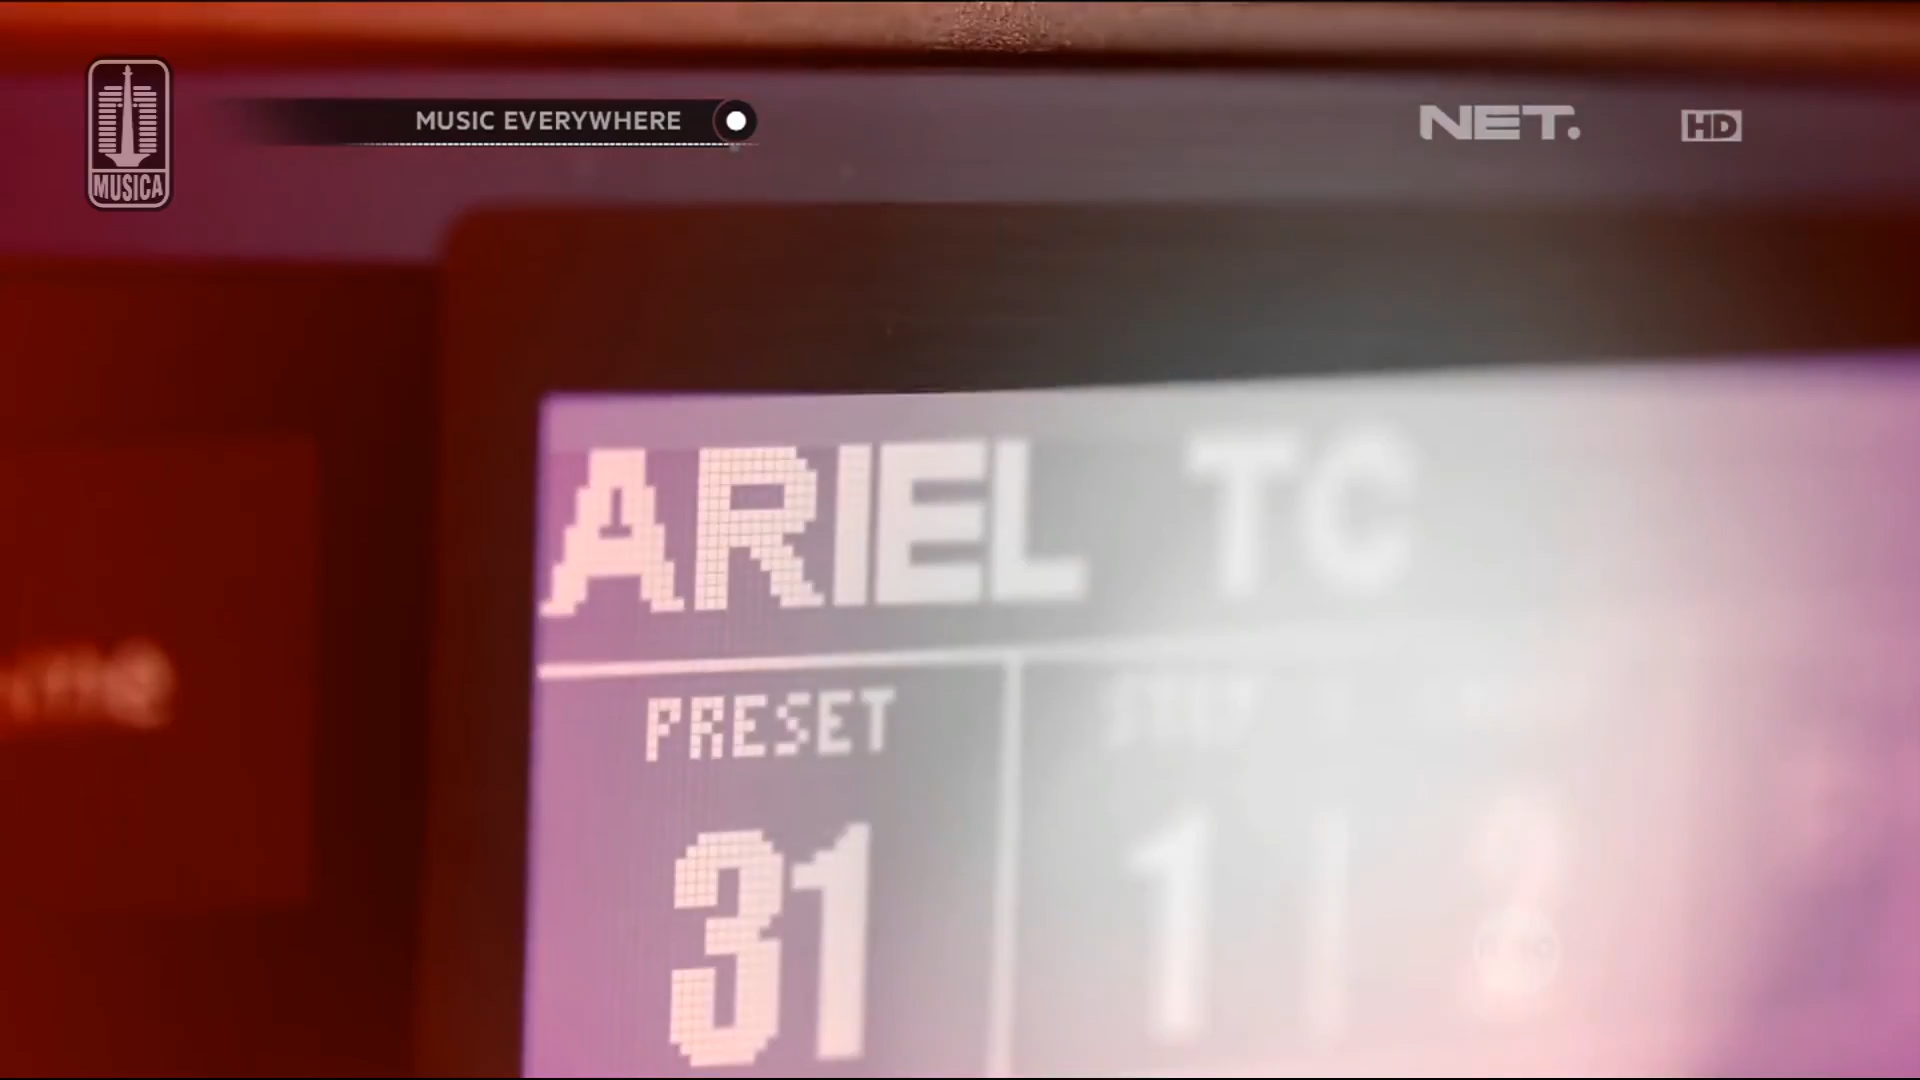 MUSICA
MUSIC EVERYWHERE
NET.
HD
ARIEL TC
PRESET
31
1